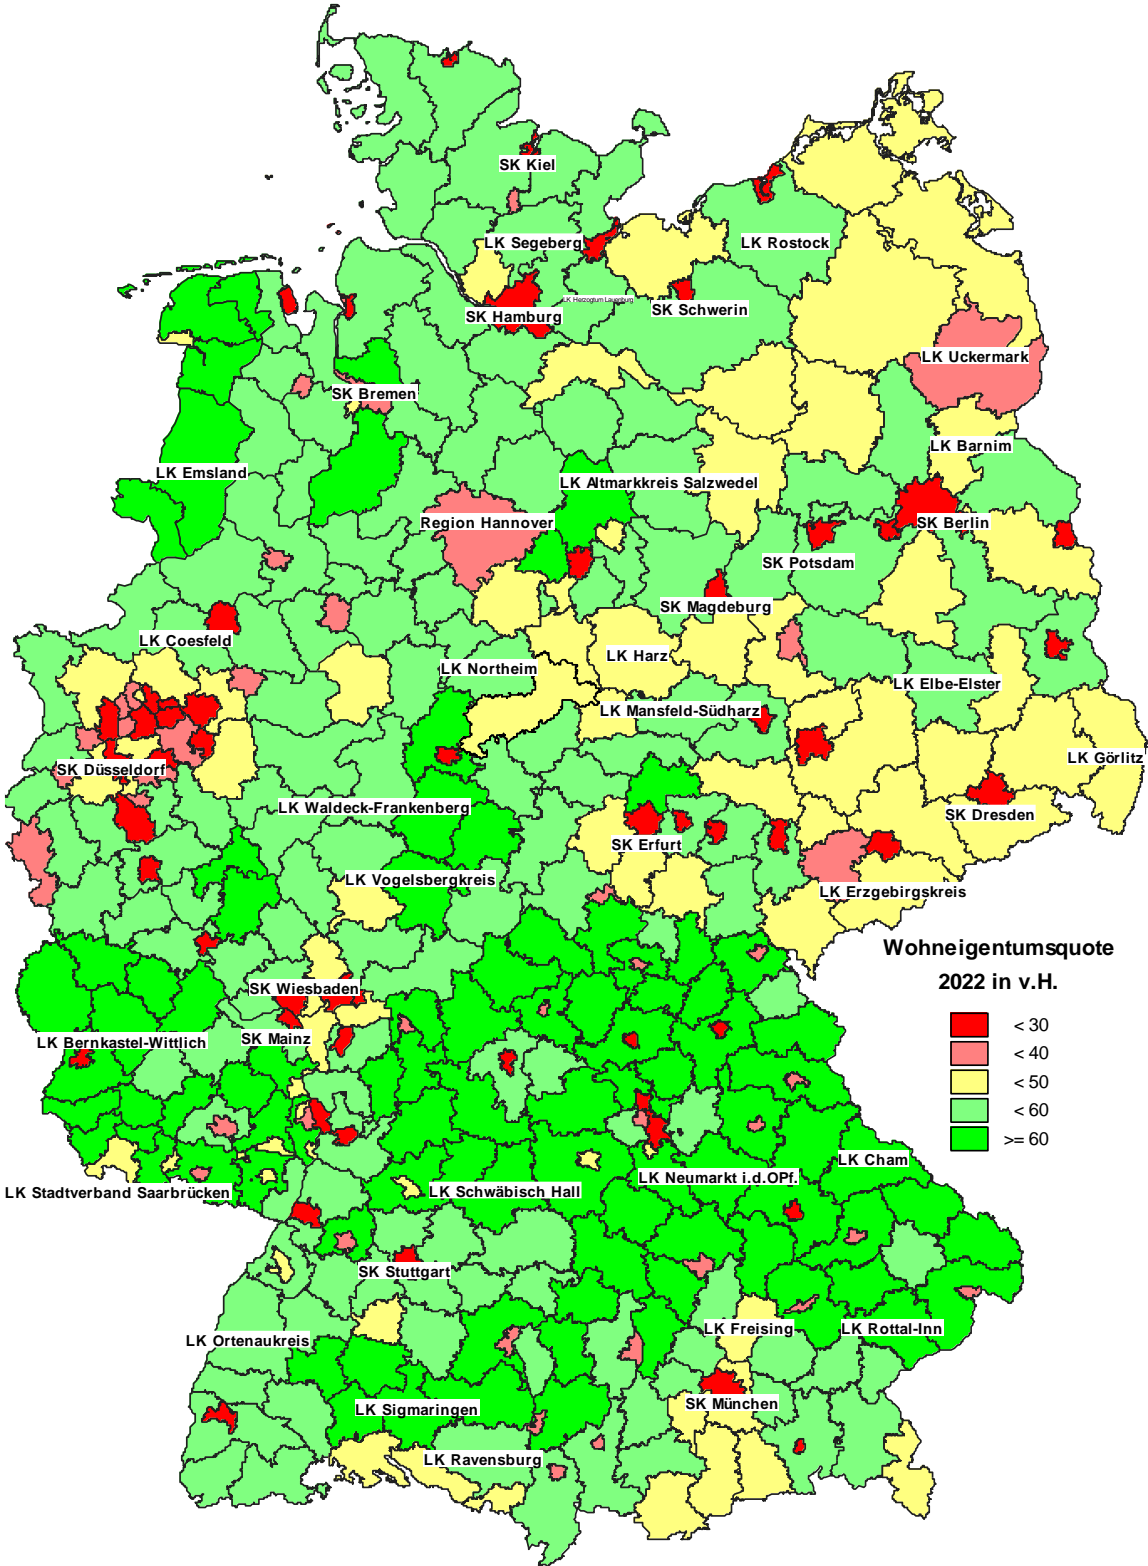 SK Kiel
LK Segeberg
LK Rostock
LK Herzogtum Lauenburg
SK Hamburg
SK Schwerin
LK Uckermark
SK Bremen
LK Barnim
LK Emsland
LK Altmarkkreis Salzwedel
Region Hannover
SK Berlin
SK Potsdam
SK Magdeburg
LK Coesfeld
LK Harz
LK Northeim
LK Elbe-Elster
LK Mansfeld-Südharz
LK Görlitz
SK Düsseldorf
LK Waldeck-Frankenberg
SK Dresden
SK Erfurt
LK Vogelsbergkreis
LK Erzgebirgskreis
Wohneigentumsquote
2022 in v.H.
< 30
< 40
< 50
< 60
>= 60
SK Wiesbaden
SK Mainz
LK Bernkastel-Wittlich
LK Cham
LK Neumarkt i.d.OPf.
LK Stadtverband Saarbrücken
LK Schwäbisch Hall
SK Stuttgart
LK Freising
LK Rottal-Inn
LK Ortenaukreis
SK München
LK Sigmaringen
LK Ravensburg